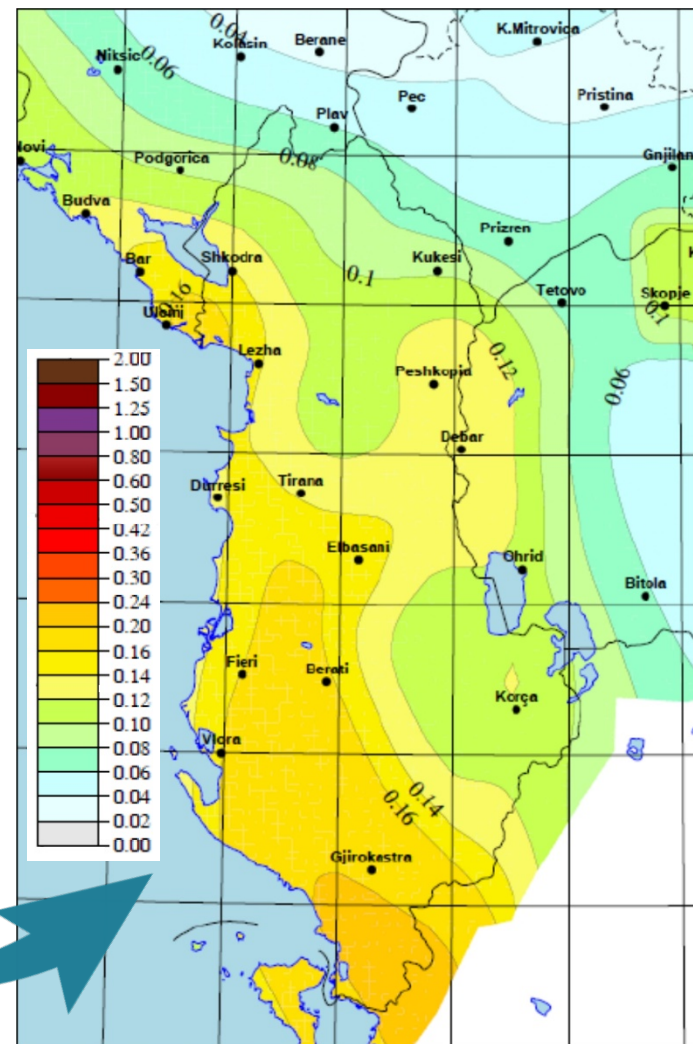 0.04
K.Mitrovica
Kolasin
Berane
Niksic
0.06
Pec
Pristina
Plav
Novi
Podgorica
0.08
Gnjilan
Budva
Prizren
Bar
Shkodra
Kukesi
0.1
Tetovo
Skopje
0.16
Ulcinj
0.1
Lezha
0.12
Peshkopia
0.06
Debar
Durresi
Tirana
Elbasani
Ohrid
Bitola
Fieri
Berati
Korça
Vlora
0.14
0.16
Gjirokastra
2.00
1.50
1.25
1.00
0.80
0.60
0.50
0.42
0.36
0.30
0.24
0.20
0.16
0.14
0.12
0.10
0.08
0.06
0.04
0.02
0.00